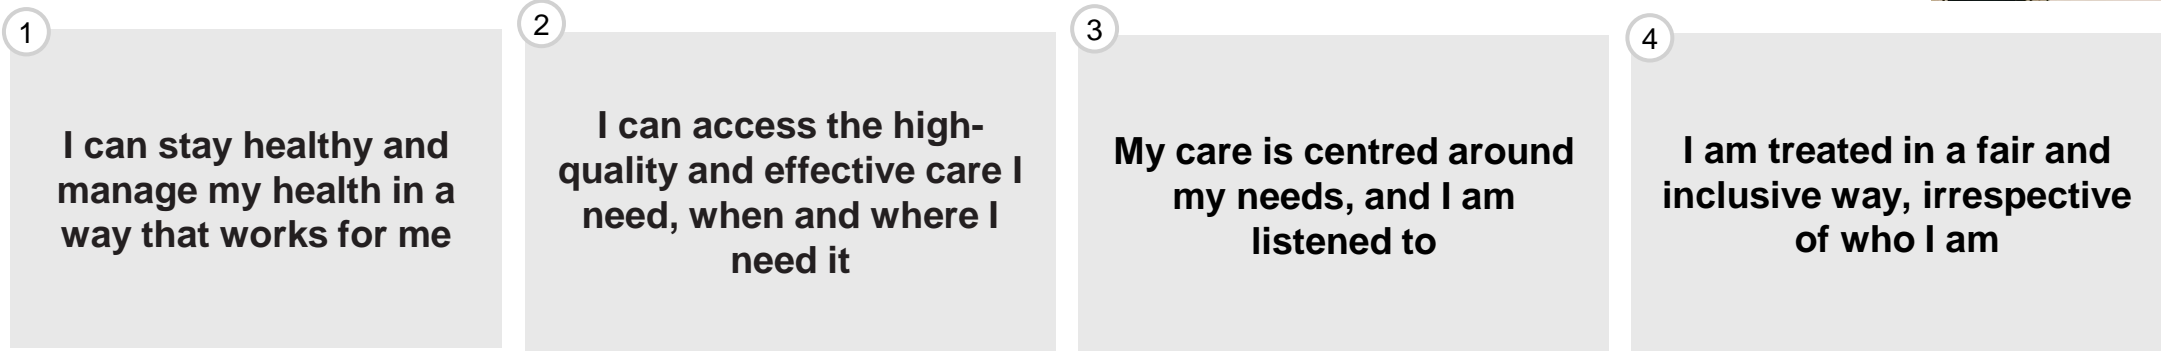 1
I can stay healthy and
manage my health in a
way that works for me
2
I can access the high-
quality and effective care I
need, when and where I
need it
3
My care is centred around
my needs, and I am
listened to
4
I am treated in a fair and
inclusive way, irrespective
of who I am